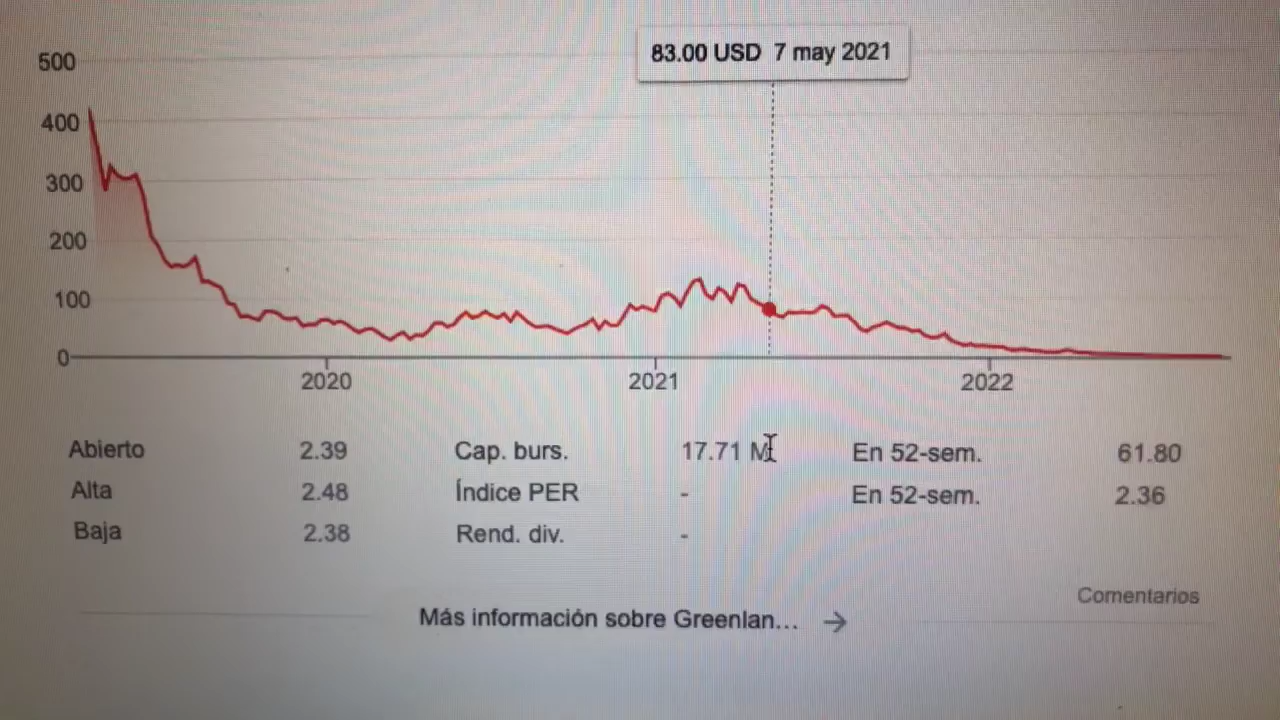 83.00 USD 7 may 2021
500
400
300
200
100
0
2020 2021 2022
Abierto 2.39 Cap. burs. 17.71 M En 52-sem. 61.80
Alta 2.48 Índice PER - En 52-sem. 2.36
Baja 2.38 Rend. div. -
Comentarios
Más información sobre Greenlan... →